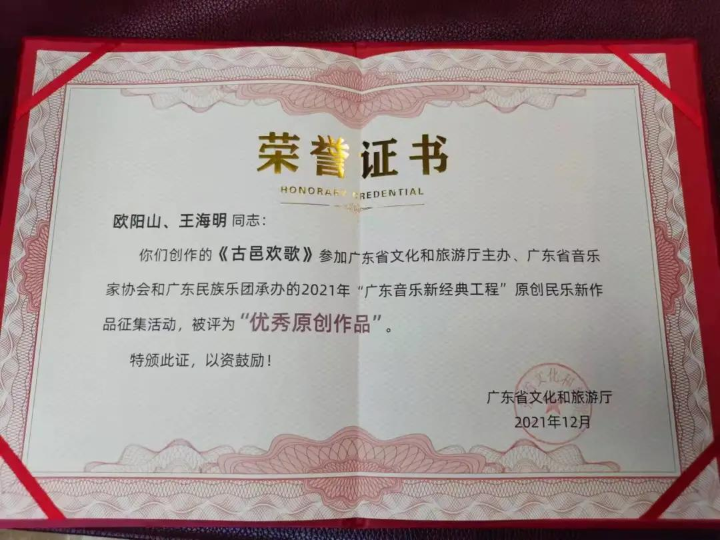 荣誉证书
HONORARY CREDENTIAL
欧阳山、王海明同志：
你们创作的《古邑欢歌》参加广东省文化和旅游厅主办、广东省音乐
家协会和广东民族乐团承办的2021年“广东音乐新经典工程”原创民乐新作
品征集活动，被评为“优秀原创作品”。
特颁此证，以资鼓励！
广东省文化和旅游厅
2021年12月